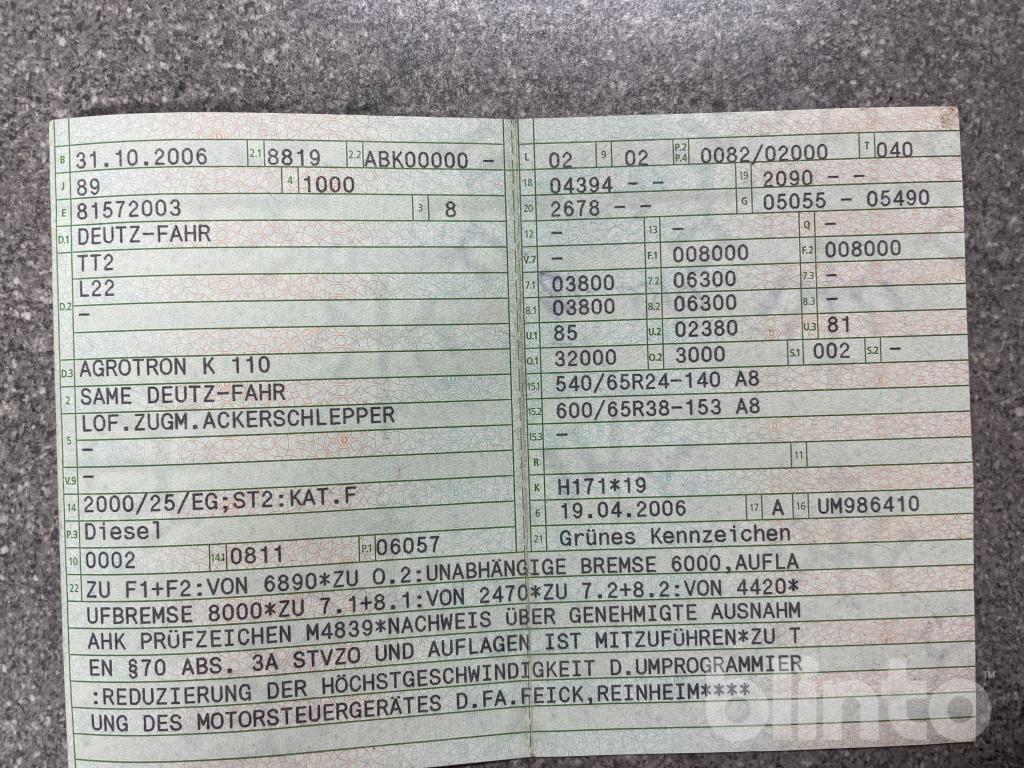 B 31.10.2006 2.1 8819 2.2 ABK00000 -
J 89 4 1000
E 81572003 3 8
D.1 DEUTZ-FAHR
TT2
L22
D.2 -
D.3 AGROTRON K 110
2 SAME DEUTZ-FAHR
LOF.ZUGM.ACKERSCHLEPPER
5 -
V.9 -
14 2000/25/EG;ST2:KAT.F
P.3 Diesel
10 0002 14.1 0811 P.1 06057
L 02 9 02 P.2 P.4 0082/02000 T 040
18 04394 - - 19 2090 - -
20 2678 - - G 05055 - 05490
12 - 13 - Q -
V.7 - F.1 008000 F.2 008000
7.1 03800 7.2 06300 7.3 -
8.1 03800 8.2 06300 8.3 -
U.1 85 U.2 02380 U.3 81
O.1 32000 O.2 3000 S.1 002 S.2 -
15.1 540/65R24-140 A8
15.2 600/65R38-153 A8
15.3 -
R 11
K H171*19
6 19.04.2006 17 A 16 UM986410
21 Grünes Kennzeichen
22 ZU F1+F2:VON 6890*ZU O.2:UNABHÄNGIGE BREMSE 6000,AUFLA
UFBREMSE 8000*ZU 7.1+8.1:VON 2470*ZU 7.2+8.2:VON 4420*
AHK PRÜFZEICHEN M4839*NACHWEIS ÜBER GENEHMIGTE AUSNAHM
EN §70 ABS. 3A STVZO UND AUFLAGEN IST MITZUFÜHREN*ZU T
:REDUZIERUNG DER HÖCHSTGESCHWINDIGKEIT D.UMPROGRAMMIER
UNG DES MOTORSTEUERGERÄTES D.FA.FEICK,REINHEIM****
olinto™